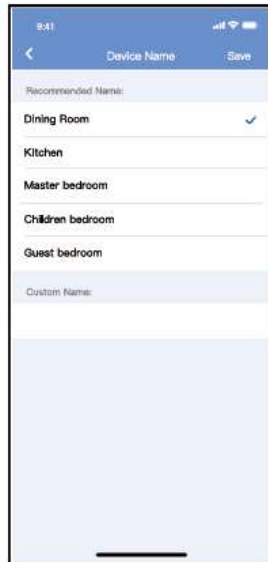 9:41
Device Name Save
Recommended Name:
Dining Room
Kitchen
Master bedroom
Children bedroom
Guest bedroom
Custom Name: